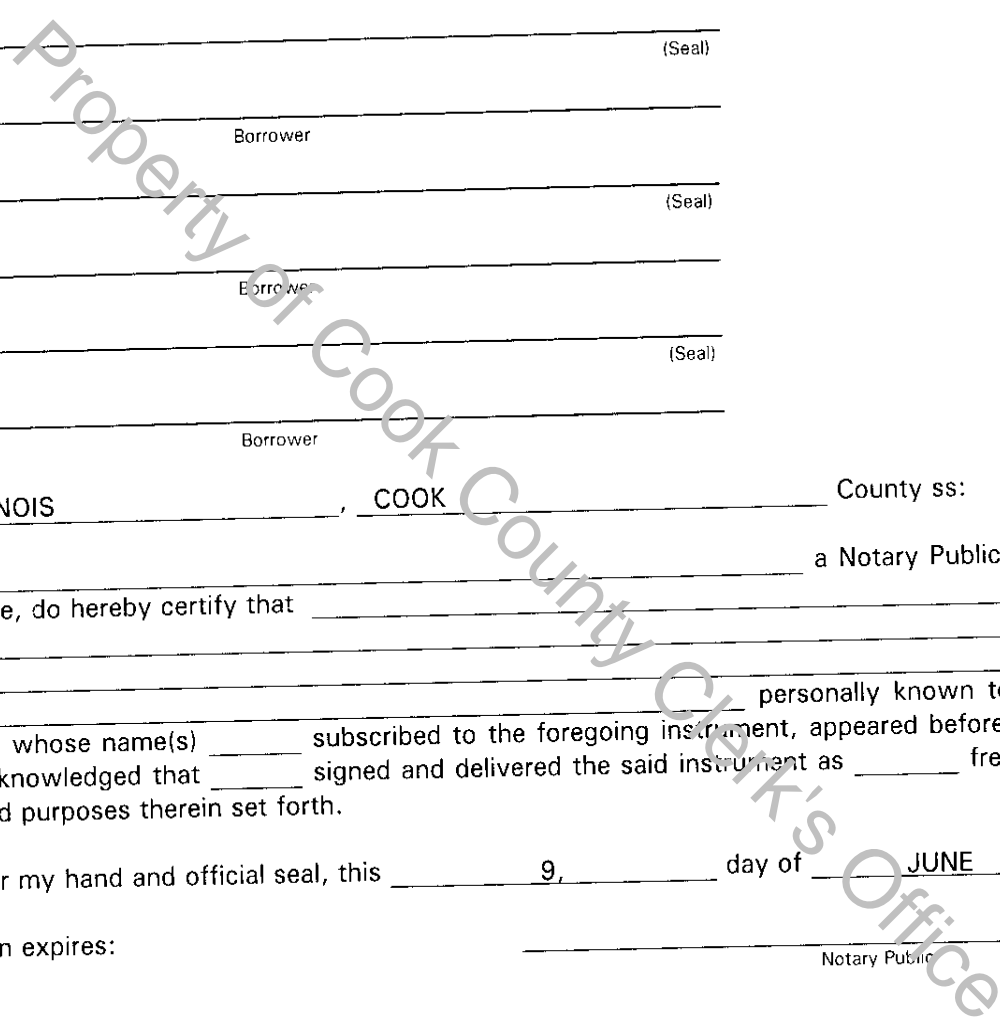 (Seal)
Borrower
(Seal)
Borrower
(Seal)
Borrower
NOIS , COOK County ss:
a Notary Public
e, do hereby certify that
personally known to
whose name(s) subscribed to the foregoing instrument, appeared before
knowledged that signed and delivered the said instrument as fre
d purposes therein set forth.
r my hand and official seal, this 9, day of JUNE
n expires:
Notary Public
Property of Cook County Clerk's Office